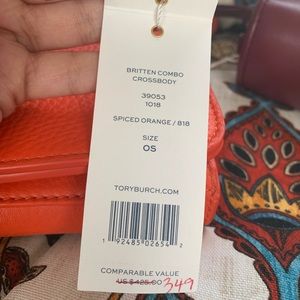 BRITTEN COMBO
CROSSBODY
39053
1018
SPICED ORANGE / 818
SIZE
OS
TORYBURCH.COM
1 92485 02654 2
COMPARABLE VALUE
US $ 425.00 349